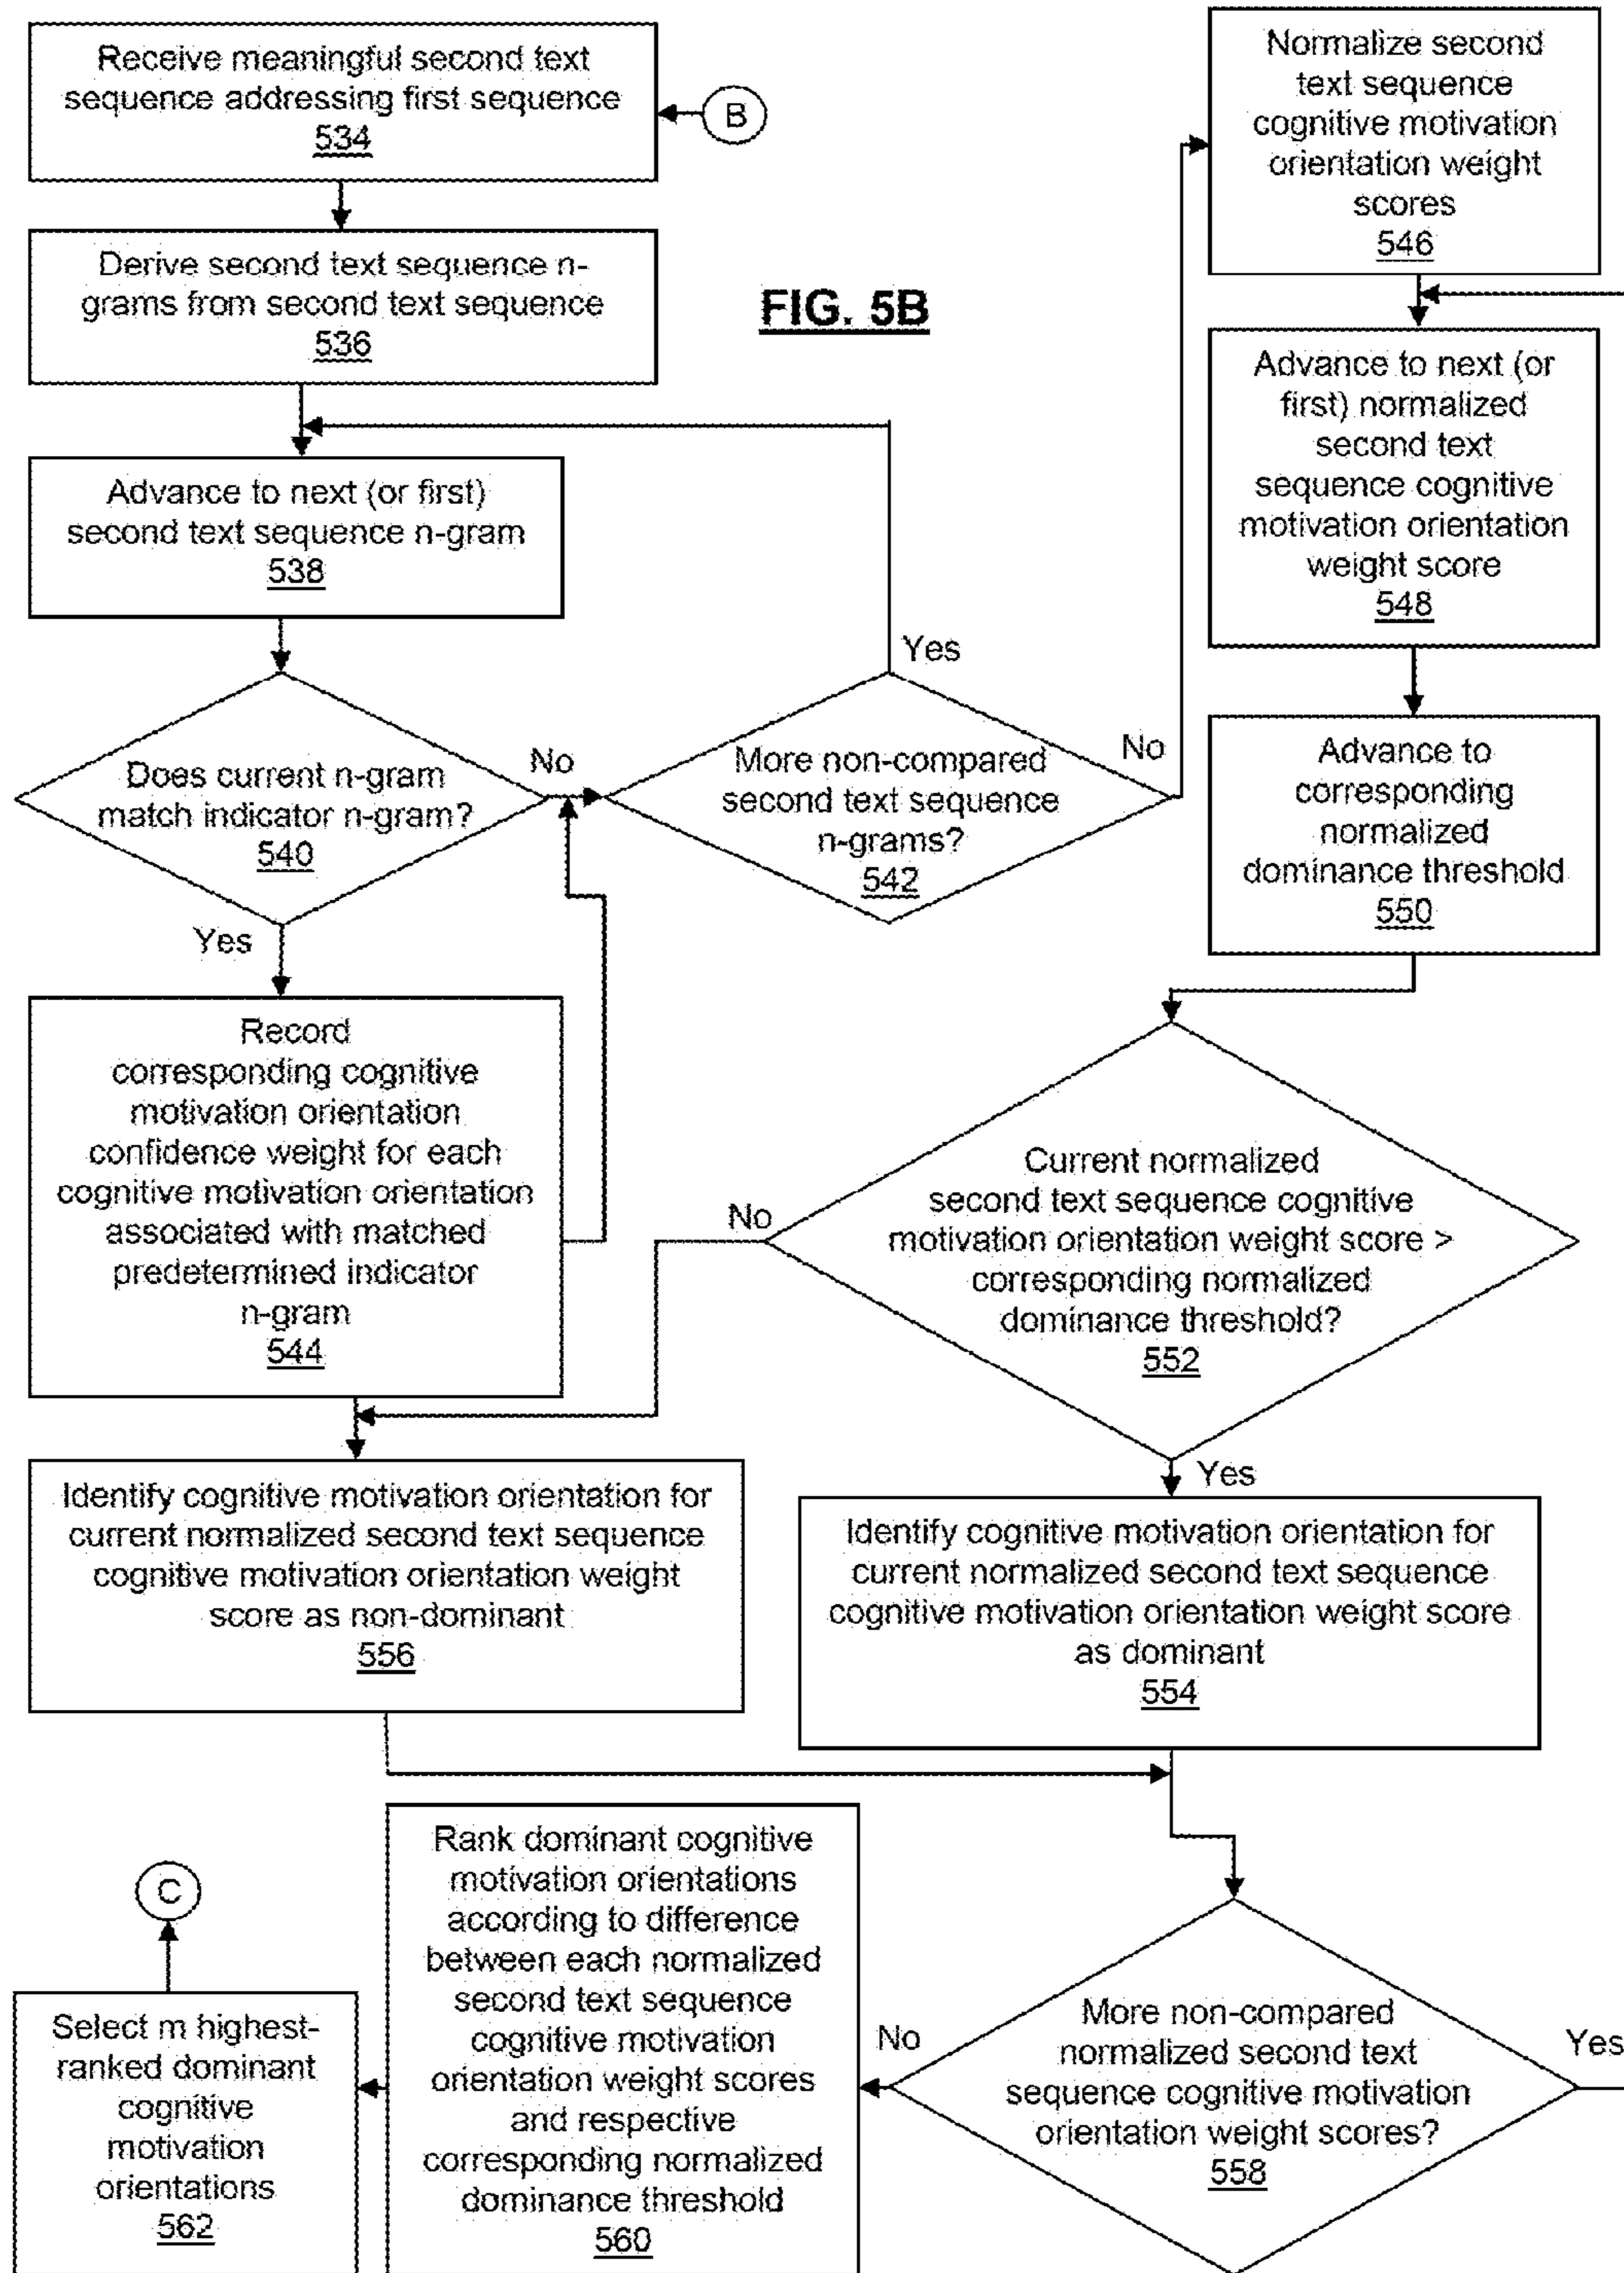 Receive meaningful second text
sequence addressing first sequence
534
B
Derive second text sequence n-
grams from second text sequence
536
FIG. 5B
Advance to next (or first)
second text sequence n-gram
538
Does current n-gram
match indicator n-gram?
540
No
Yes
More non-compared
second text sequence
n-grams?
542
Yes
No
Record
corresponding cognitive
motivation orientation
confidence weight for each
cognitive motivation orientation
associated with matched
predetermined indicator
n-gram
544
Normalize second
text sequence
cognitive motivation
orientation weight
scores
546
Advance to next (or
first) normalized
second text
sequence cognitive
motivation orientation
weight score
548
Advance to
corresponding
normalized
dominance threshold
550
Current normalized
second text sequence cognitive
motivation orientation weight score >
corresponding normalized
dominance threshold?
552
No
Yes
Identify cognitive motivation orientation for
current normalized second text sequence
cognitive motivation orientation weight
score as non-dominant
556
Identify cognitive motivation orientation for
current normalized second text sequence
cognitive motivation orientation weight score
as dominant
554
More non-compared
normalized second text
sequence cognitive motivation
orientation weight scores?
558
No
Yes
Rank dominant cognitive
motivation orientations
according to difference
between each normalized
second text sequence
cognitive motivation
orientation weight scores
and respective
corresponding normalized
dominance threshold
560
Select m highest-
ranked dominant
cognitive
motivation
orientations
562
C